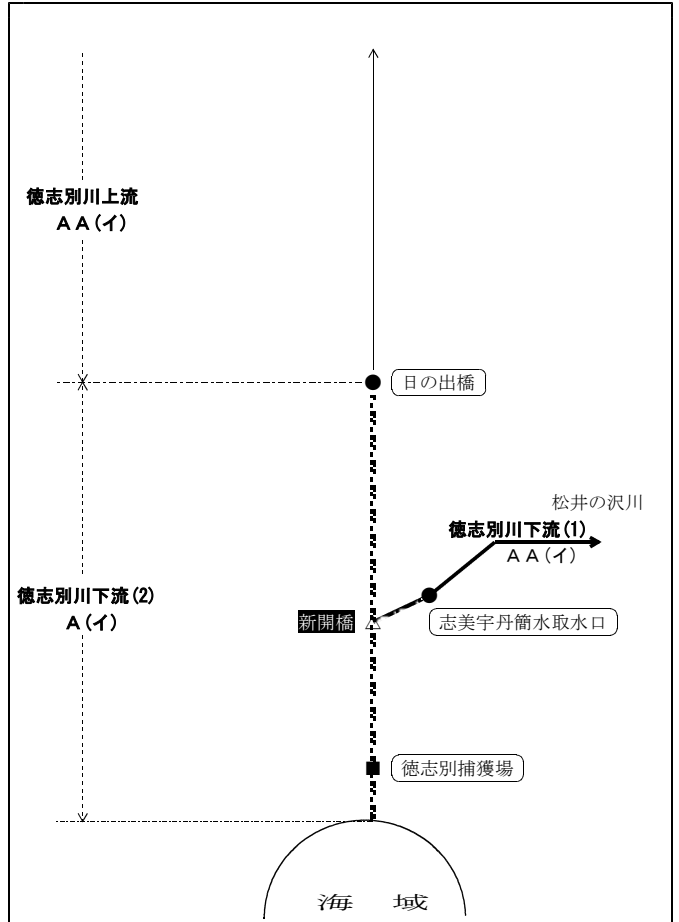 徳志別川上流
ＡＡ(イ)
日の出橋
松井の沢川
徳志別川下流(1)
ＡＡ(イ)
徳志別川下流(2)
Ａ(イ)
新開橋
志美宇丹簡水取水口
徳志別捕獲場
海 域